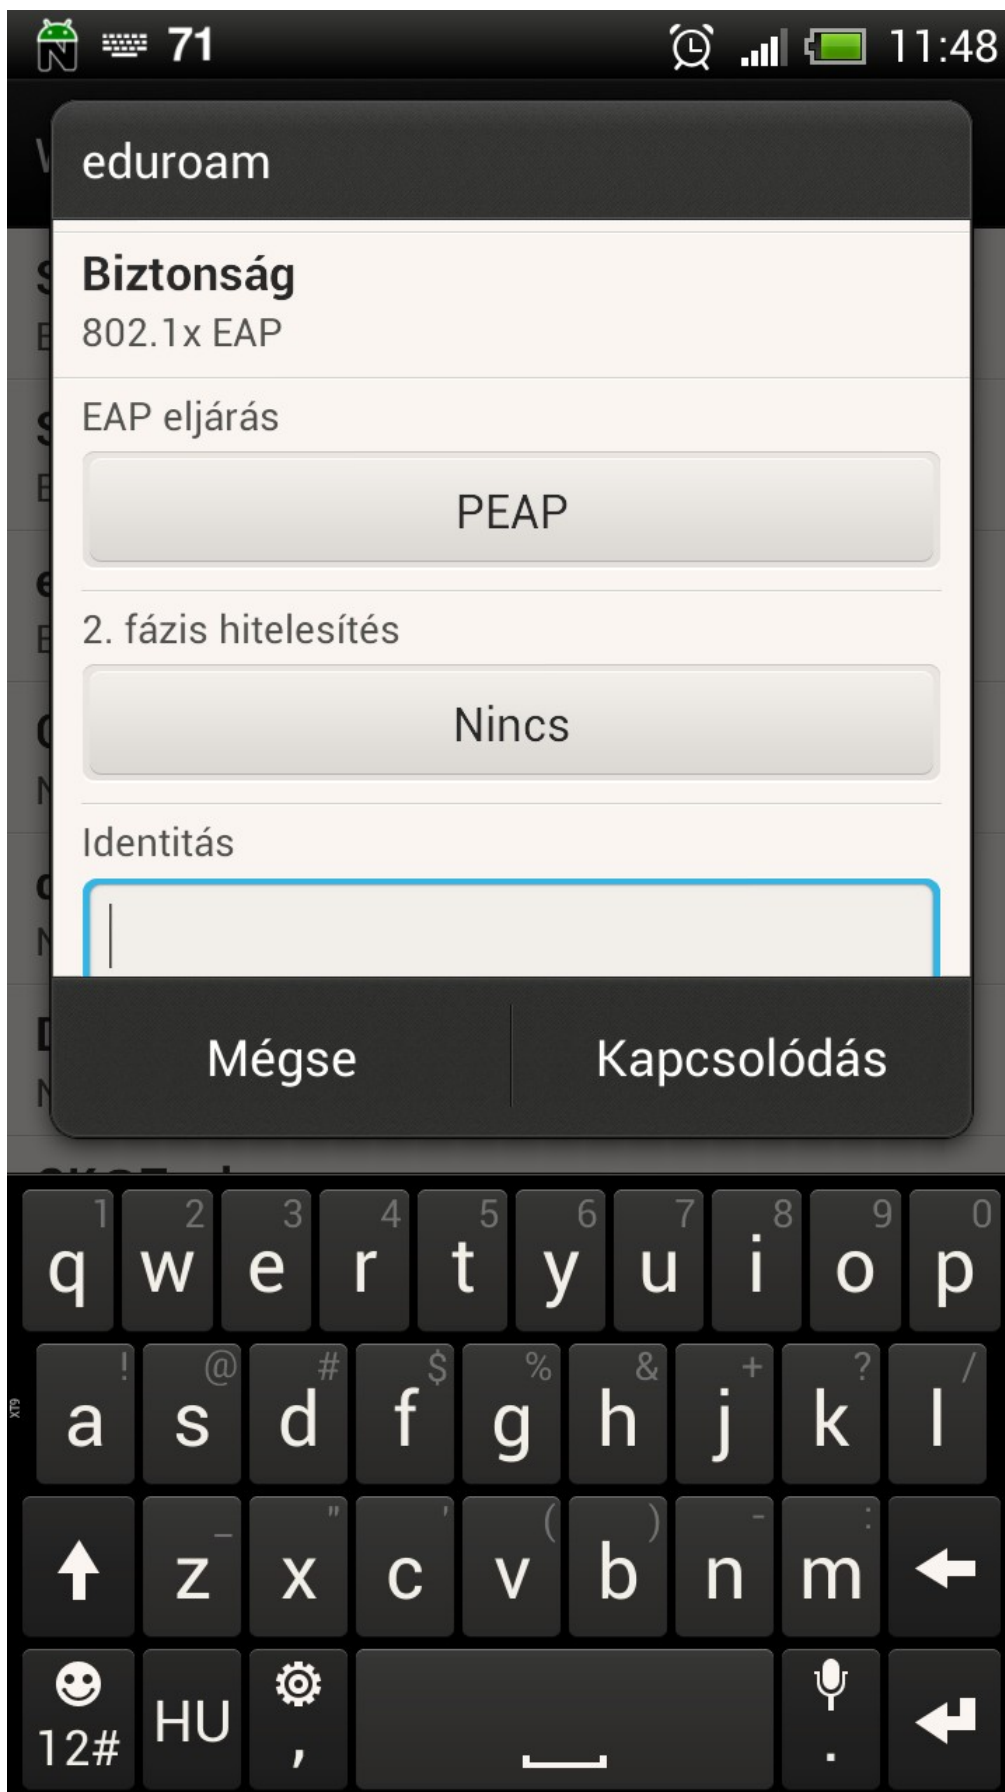 71 11:48
eduroam
Biztonság
802.1x EAP
EAP eljárás
PEAP
2. fázis hitelesítés
Nincs
Identitás
Mégse Kapcsolódás
1 2 3 4 5 6 7 8 9 0
q w e r t y u i o p
! @ # $ % & + ? /
XT9
a s d f g h j k l
_ " ' ( ) - :
z x c v b n m
12# HU , .